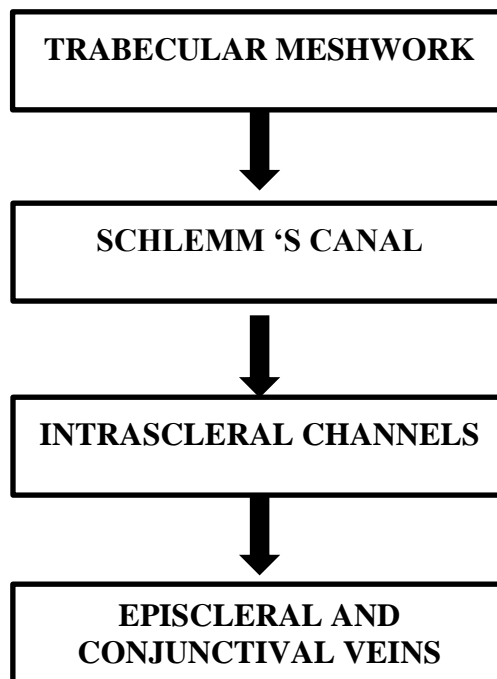 TRABECULAR MESHWORK
SCHLEMM ‘S CANAL
INTRASCLERAL CHANNELS
EPISCLERAL AND
CONJUNCTIVAL VEINS